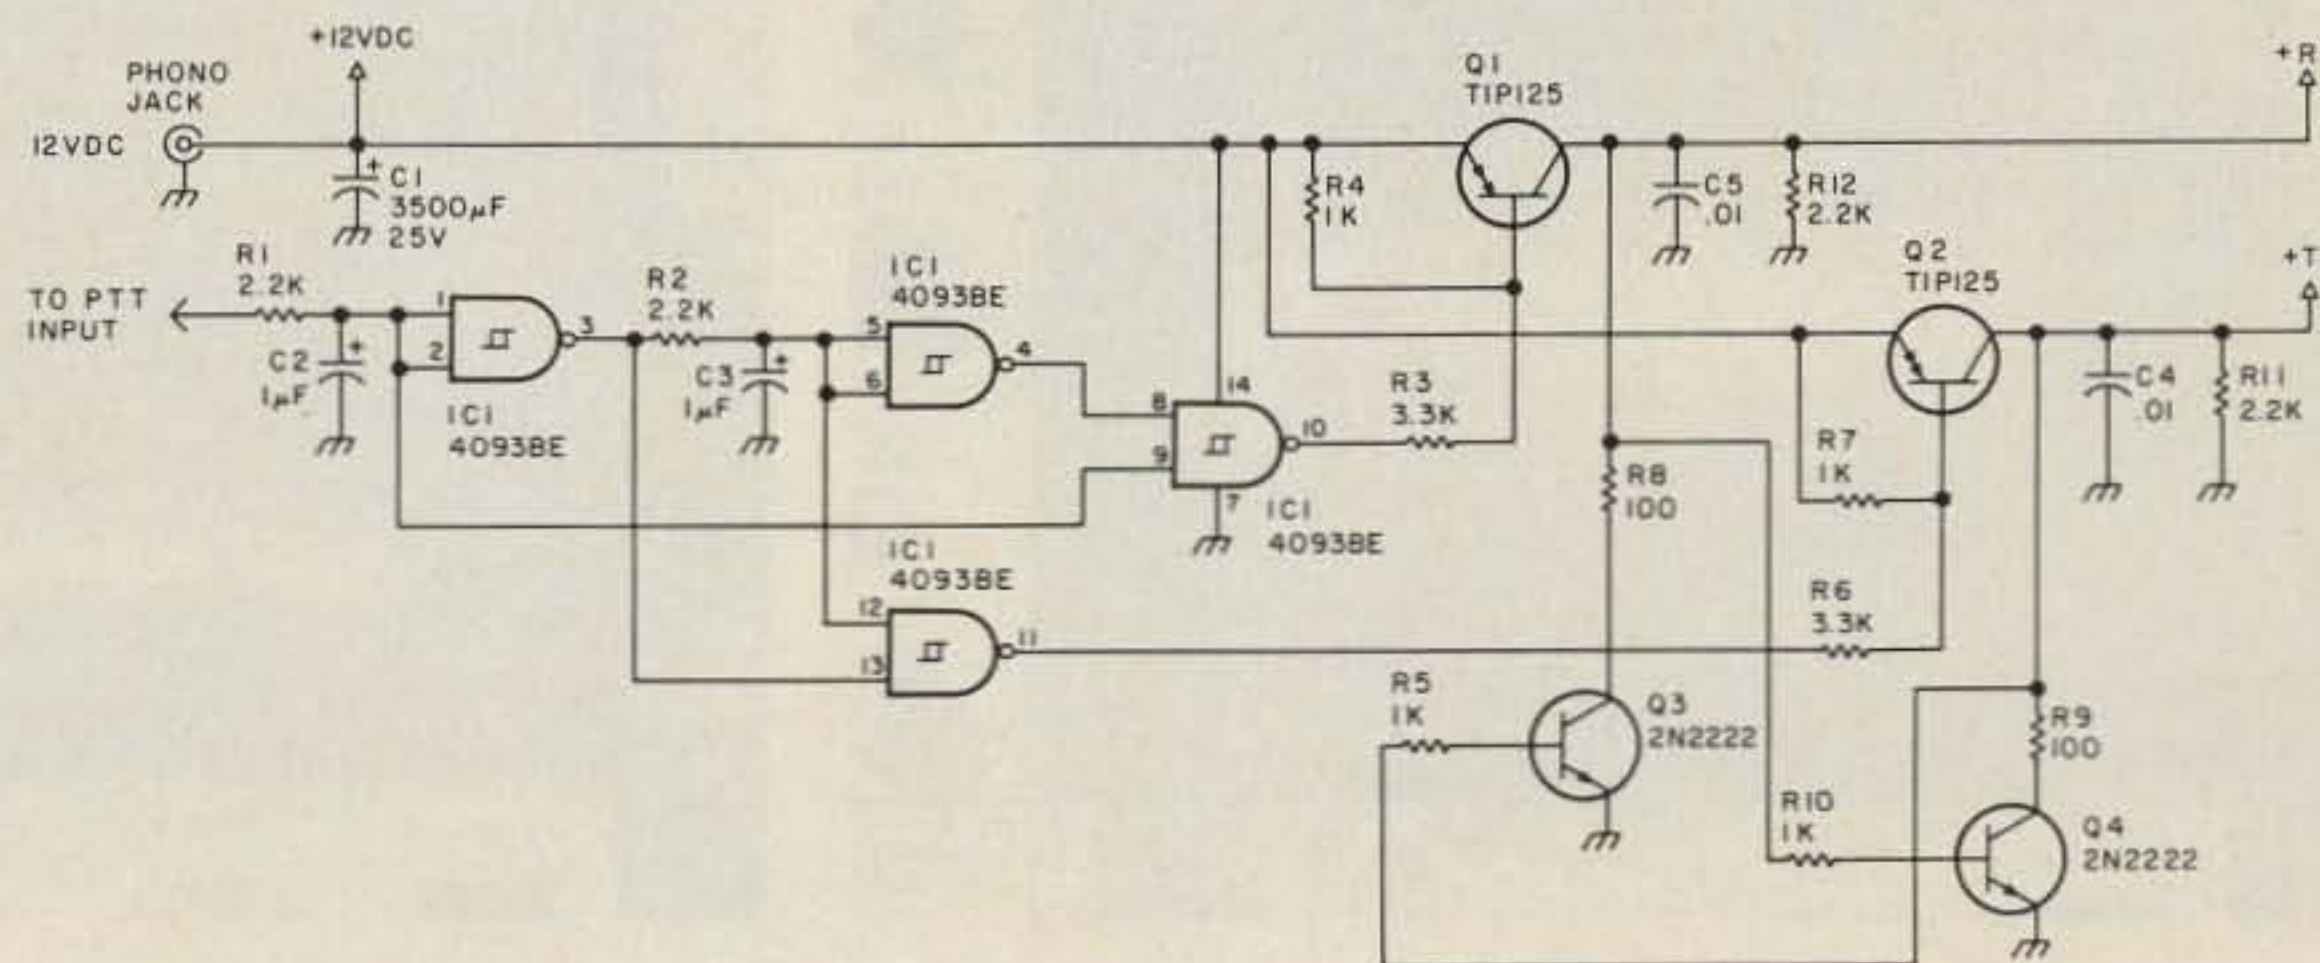 +12VDC
PHONO
JACK
12VDC
+
C1
3500µF
25V
Q1
TIP125
+R
R4
1K
C5
.01
R12
2.2K
Q2
TIP125
+T
TO PTT
INPUT
R1
2.2K
C2
1µF
+
1
2
3
IC1
4093BE
R2
2.2K
C3
1µF
+
IC1
4093BE
5
6
4
8
9
14
10
7
IC1
4093BE
R3
3.3K
R8
100
R7
1K
C4
.01
R11
2.2K
IC1
4093BE
12
13
11
R6
3.3K
R5
1K
Q3
2N2222
R9
100
R10
1K
Q4
2N2222